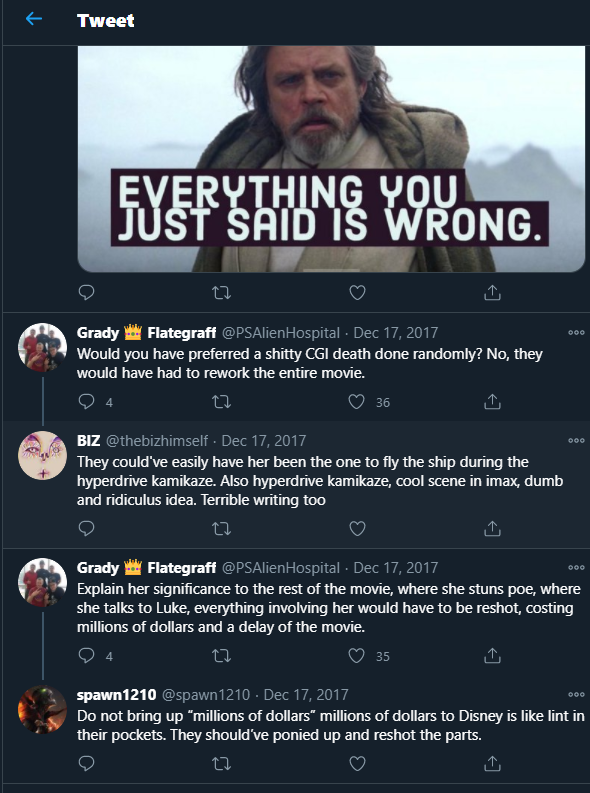 Tweet
EVERYTHING YOU
JUST SAID IS WRONG.
Grady 👑 Flategraff @PSAlienHospital · Dec 17, 2017
Would you have preferred a shitty CGI death done randomly? No, they
would have had to rework the entire movie.
4 36
BIZ @thebizhimself · Dec 17, 2017
They could've easily have her been the one to fly the ship during the
hyperdrive kamikaze. Also hyperdrive kamikaze, cool scene in imax, dumb
and ridiculus idea. Terrible writing too
Grady 👑 Flategraff @PSAlienHospital · Dec 17, 2017
Explain her significance to the rest of the movie, where she stuns poe, where
she talks to Luke, everything involving her would have to be reshot, costing
millions of dollars and a delay of the movie.
4 35
spawn1210 @spawn1210 · Dec 17, 2017
Do not bring up “millions of dollars” millions of dollars to Disney is like lint in
their pockets. They should’ve ponied up and reshot the parts.